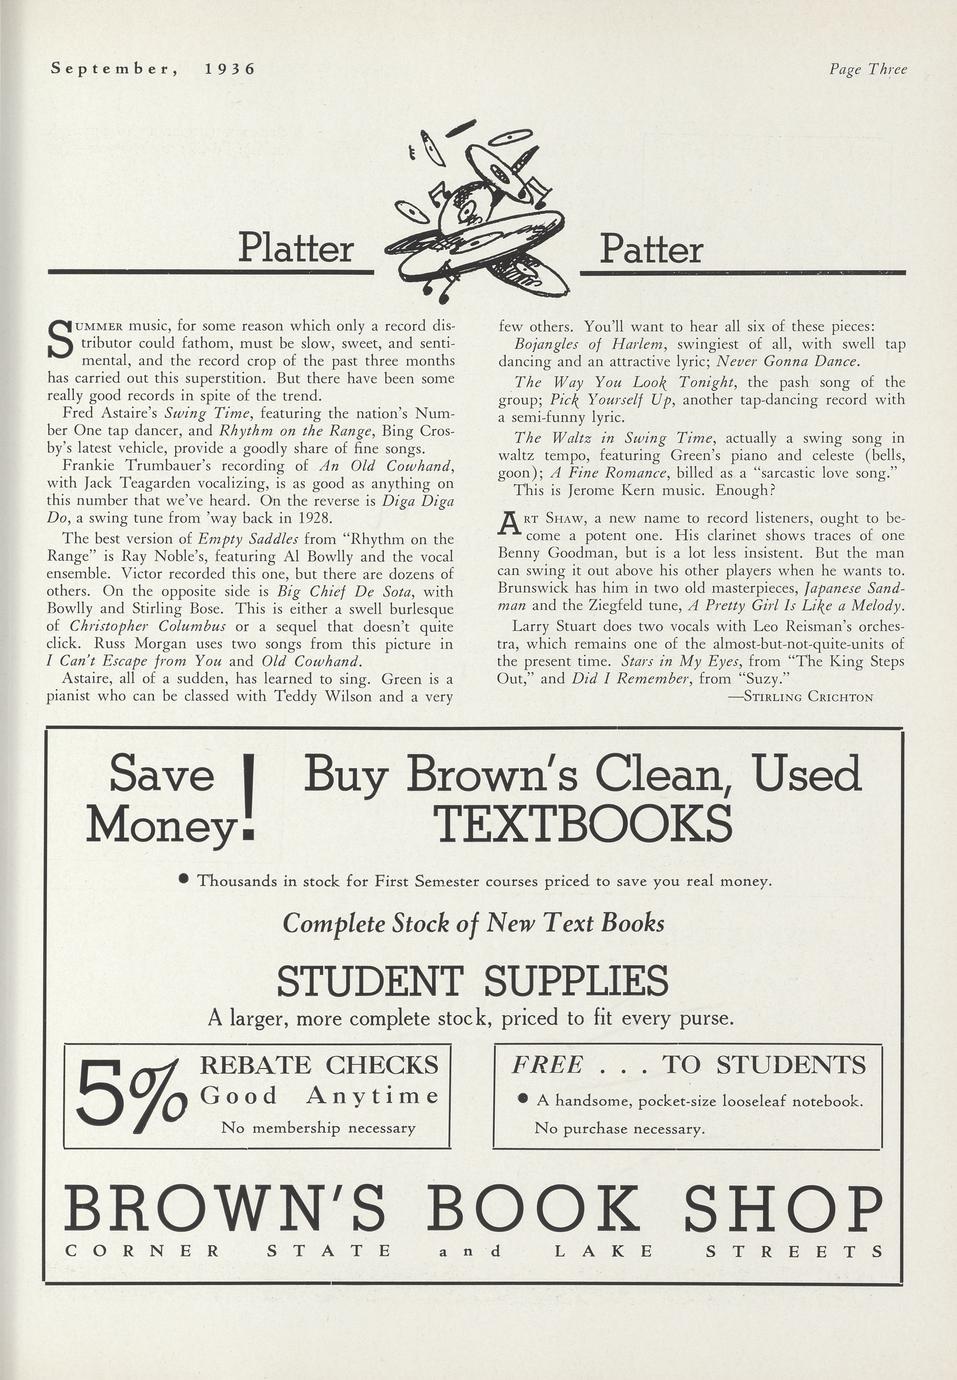 September, 1936
Page Three
Platter Patter
SUMMER music, for some reason which only a record dis-
tributor could fathom, must be slow, sweet, and senti-
mental, and the record crop of the past three months
has carried out this superstition. But there have been some
really good records in spite of the trend.
Fred Astaire's Swing Time, featuring the nation's Num-
ber One tap dancer, and Rhythm on the Range, Bing Cros-
by's latest vehicle, provide a goodly share of fine songs.
Frankie Trumbauer's recording of An Old Cowhand,
with Jack Teagarden vocalizing, is as good as anything on
this number that we've heard. On the reverse is Diga Diga
Do, a swing tune from 'way back in 1928.
The best version of Empty Saddles from "Rhythm on the
Range" is Ray Noble's, featuring Al Bowlly and the vocal
ensemble. Victor recorded this one, but there are dozens of
others. On the opposite side is Big Chief De Sota, with
Bowlly and Stirling Bose. This is either a swell burlesque
of Christopher Columbus or a sequel that doesn't quite
click. Russ Morgan uses two songs from this picture in
I Can't Escape from You and Old Cowhand.
Astaire, all of a sudden, has learned to sing. Green is a
pianist who can be classed with Teddy Wilson and a very
few others. You'll want to hear all six of these pieces:
Bojangles of Harlem, swingiest of all, with swell tap
dancing and an attractive lyric; Never Gonna Dance.
The Way You Look Tonight, the pash song of the
group; Pick Yourself Up, another tap-dancing record with
a semi-funny lyric.
The Waltz in Swing Time, actually a swing song in
waltz tempo, featuring Green's piano and celeste (bells,
goon); A Fine Romance, billed as a "sarcastic love song."
This is Jerome Kern music. Enough?
ART SHAW, a new name to record listeners, ought to be-
come a potent one. His clarinet shows traces of one
Benny Goodman, but is a lot less insistent. But the man
can swing it out above his other players when he wants to.
Brunswick has him in two old masterpieces, Japanese Sand-
man and the Ziegfeld tune, A Pretty Girl Is Like a Melody.
Larry Stuart does two vocals with Leo Reisman's orches-
tra, which remains one of the almost-but-not-quite-units of
the present time. Stars in My Eyes, from "The King Steps
Out," and Did I Remember, from "Suzy."
—STIRLING CRICHTON
Save Money! Buy Brown's Clean, Used
TEXTBOOKS
● Thousands in stock for First Semester courses priced to save you real money.
Complete Stock of New Text Books
STUDENT SUPPLIES
A larger, more complete stock, priced to fit every purse.
5% REBATE CHECKS
Good Anytime
No membership necessary
FREE . . . TO STUDENTS
● A handsome, pocket-size looseleaf notebook.
No purchase necessary.
BROWN'S BOOK SHOP
CORNER STATE and LAKE STREETS